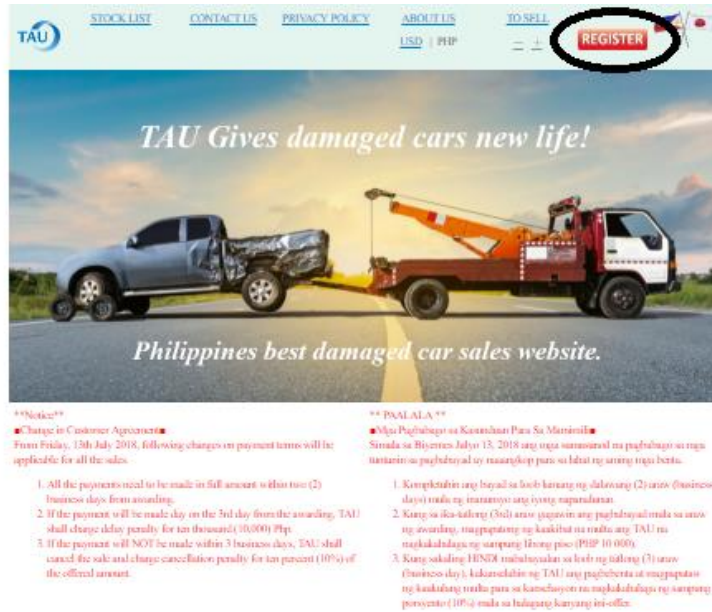 TAU
STOCK LIST
CONTACT US
PRIVACY POLICY
ABOUT US
TO SELL
USD | PHP
REGISTER
TAU Gives damaged cars new life!
Philippines best damaged car sales website.
**Notice**
■Change in Customer Agreement■
From Friday, 13th July 2018, following changes on payment terms will be
applicable for all the sales.
1. All the payments need to be made in full amount within two (2)
business days from awarding.
2. If the payment will be made day on the 3rd day from the awarding, TAU
shall charge delay penalty for ten thousand (10,000) Php.
3. If the payment will NOT be made within 3 business days, TAU shall
cancel the sale and charge cancellation penalty for ten percent (10%) of
the offered amount.
** PAALALA **
■Mga Pagbabago sa Kasunduan Para Sa Mamimili■
Simula sa Biyernes Julyo 13, 2018 ang mga sumusunod na pagbabago sa mga
tuntunin sa pagbabayad ay naaangkop para sa lahat ng aming mga benta.
1. Kompletuhin ang bayad sa loob lamang ng dalawang (2) araw (business
days) mula ng inanunsyo ang iyong napanalunan.
2. Kung sa ika-tatlong (3rd) araw gagawin ang pagbabayad mula sa araw
ng awarding, magpapatong ng kaakibat na multa ang TAU na
nagkakahalaga ng sampung libong piso (PHP 10 000).
3. Kung sakaling HINDI mababayaran sa loob ng tatlong (3) araw
(business day), kakanselahin ng TAU ang pagbebenta at magpapataw
ng kaukulang multa para sa kanselasyon na nagkakahalaga ng sampung
porsyento (10%) mula sa halagang kanyang ini-offer.